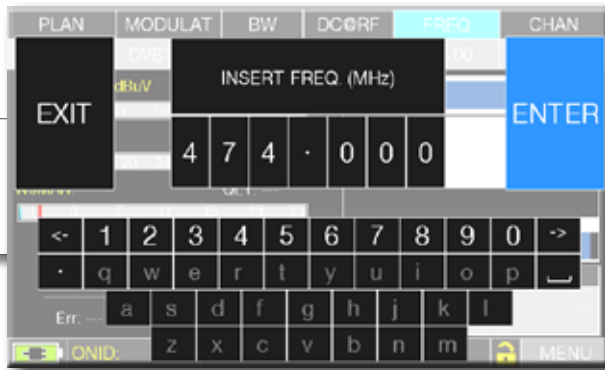 PLAN MODULAT BW DC@RF FREQ CHAN
DVB .00
INSERT FREQ. (MHz)
dBuV
EXIT ENTER
4 7 4 . 0 0 0
<- 1 2 3 4 5 6 7 8 9 0 ->
. q w e r t y u i o p
a s d f g h j k l
Err: ---
z x c v b n m
ONID: MENU